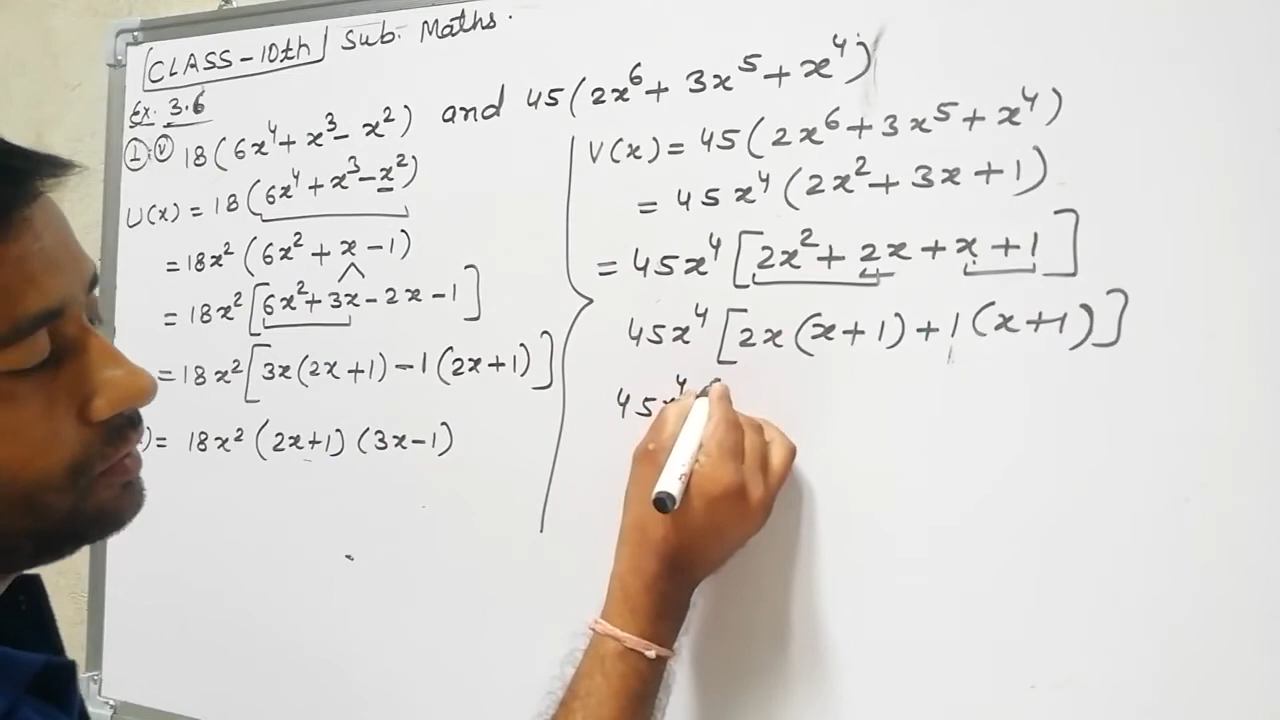 CLASS-10th Sub. Maths.
Ex. 3.6
Ⓘ:Ⓥ 18(6x⁴+x³-x²) and 45(2x⁶+3x⁵+x⁴)
U(x)=18(6x⁴+x³-x²)
=18x²(6x²+x-1)
=18x²[6x²+3x-2x-1]
=18x²[3x(2x+1)-1(2x+1)]
)=18x²(2x+1)(3x-1)
V(x)=45(2x⁶+3x⁵+x⁴)
=45x⁴(2x²+3x+1)
=45x⁴[2x²+2x+x+1]
45x⁴[2x(x+1)+1(x+1)]
45x⁴